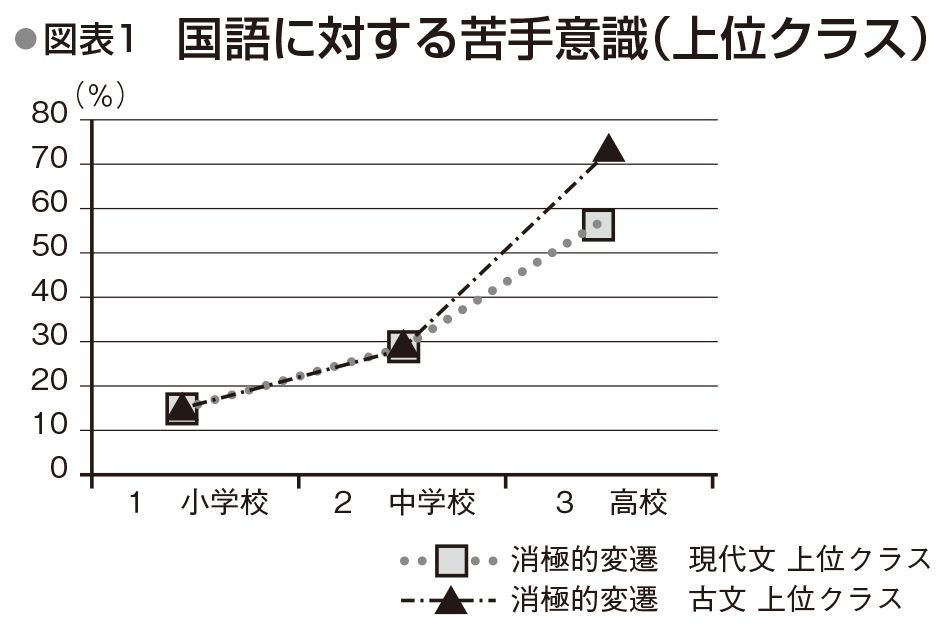 ●図表1 国語に対する苦手意識(上位クラス)
(%)
80
70
60
50
40
30
20
10
0
1 小学校 2 中学校 3 高校
消極的変遷 現代文 上位クラス
消極的変遷 古文 上位クラス